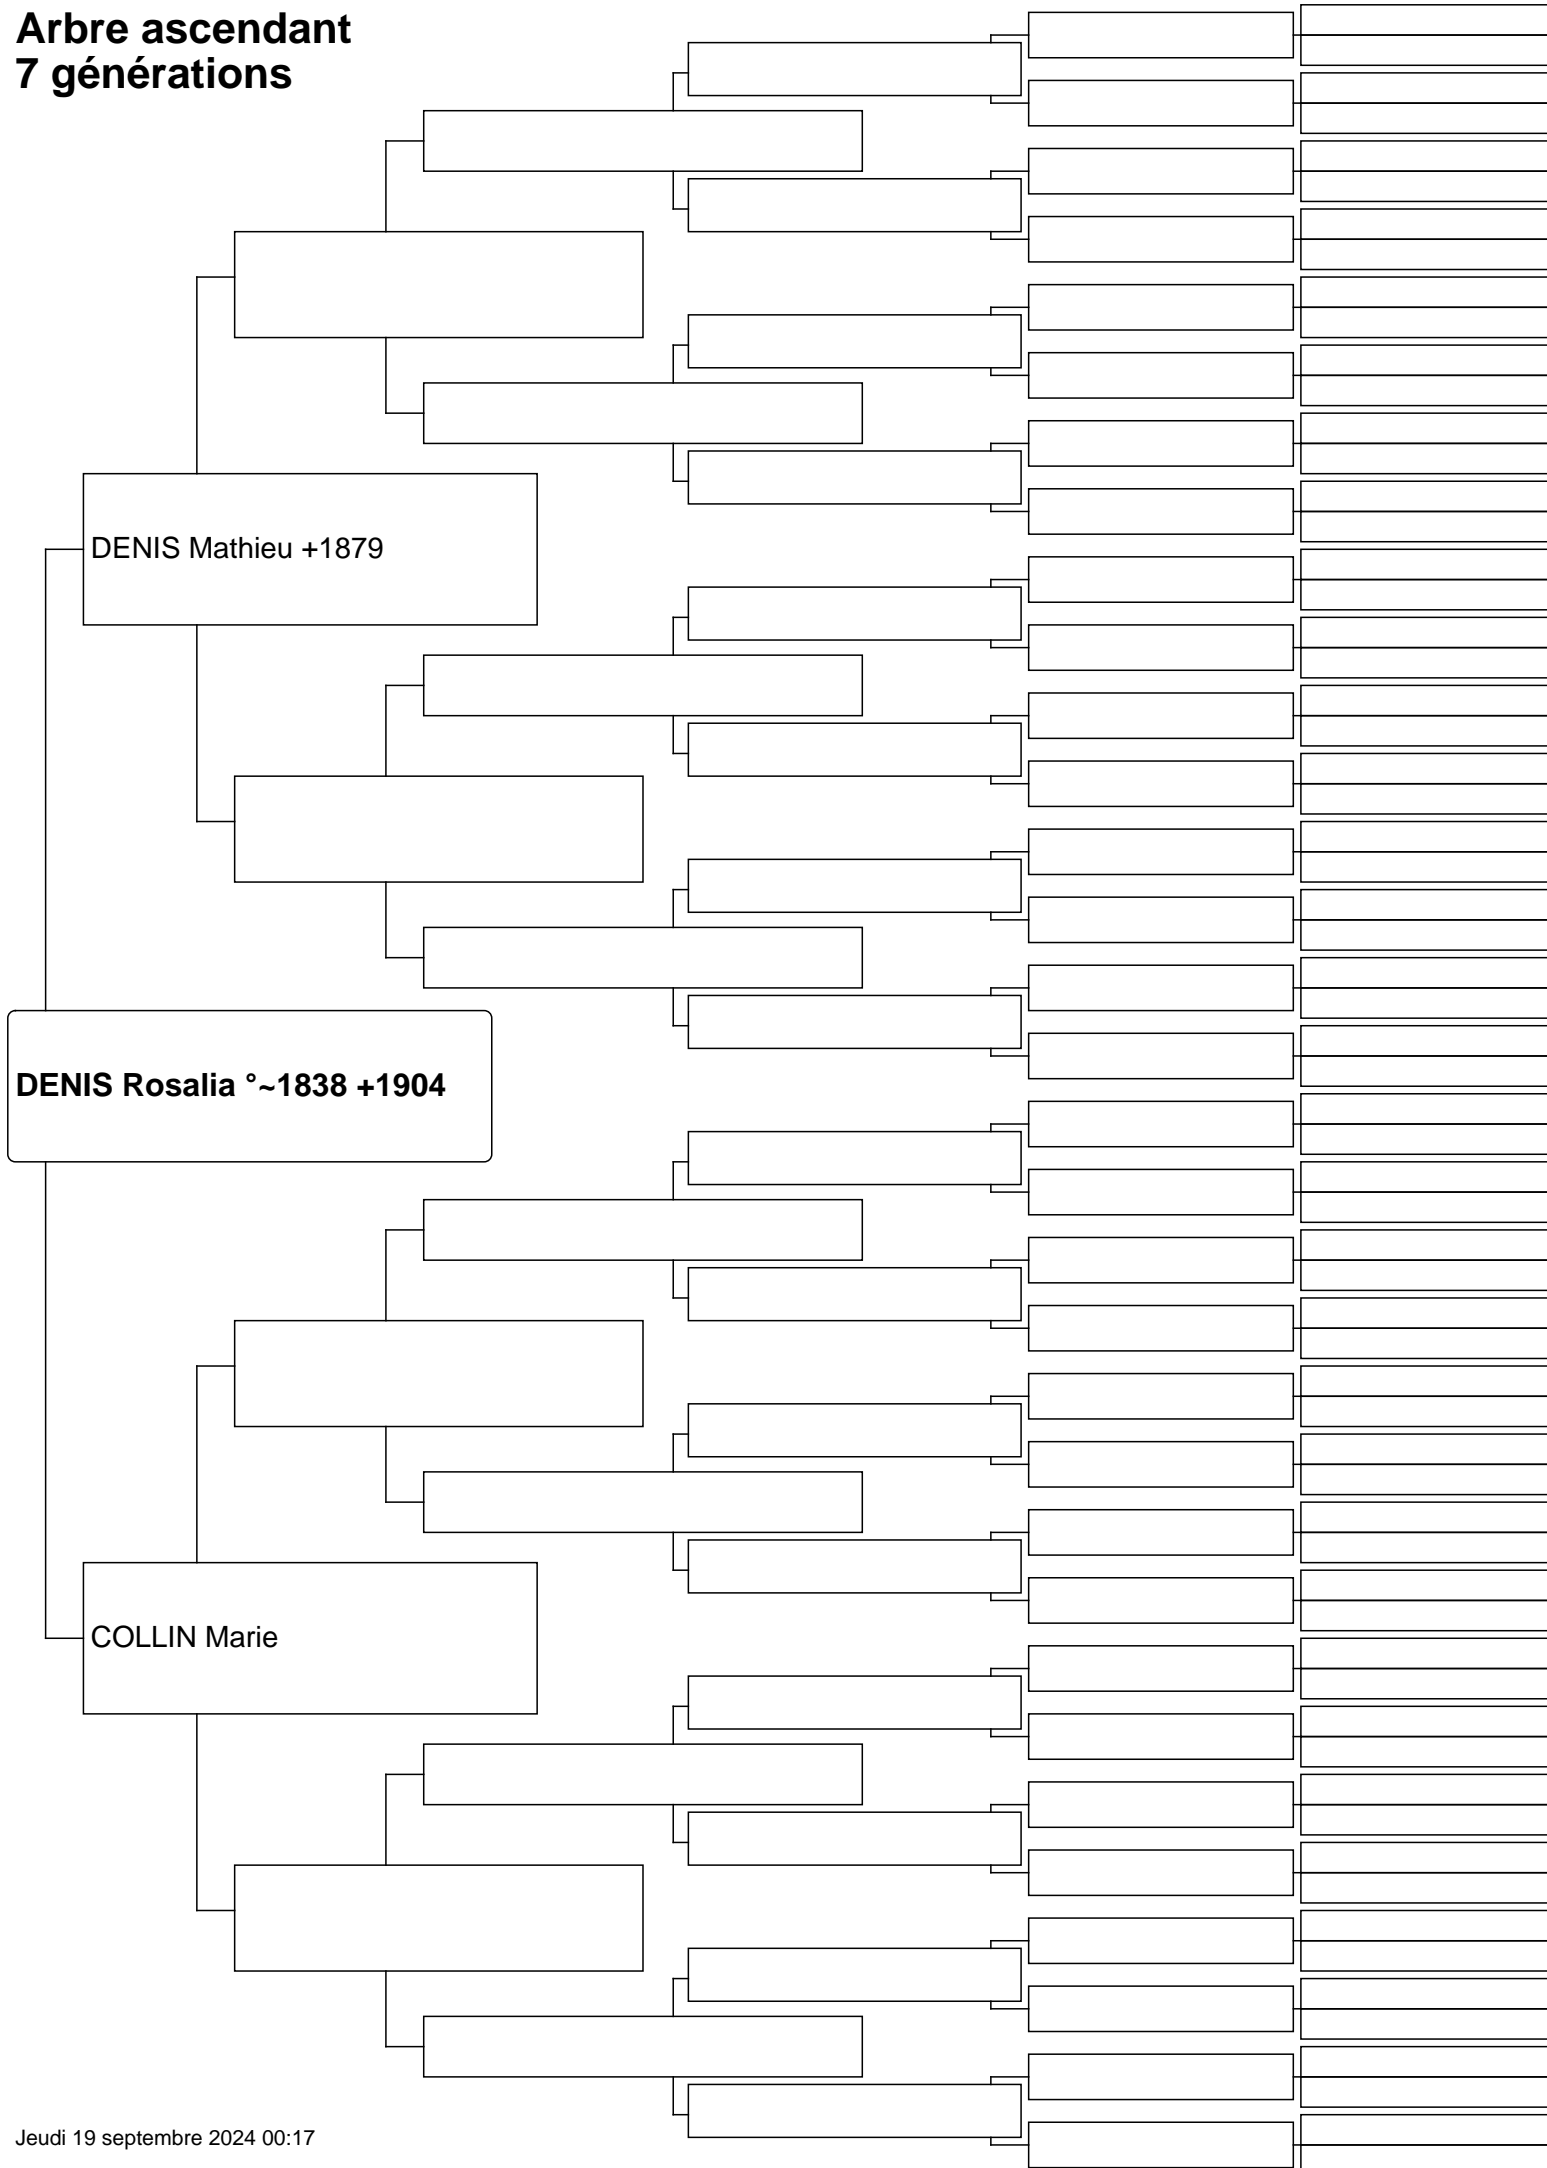 Arbre ascendant
7 générations
DENIS Mathieu +1879
DENIS Rosalia °~1838 +1904
COLLIN Marie
Jeudi 19 septembre 2024 00:17